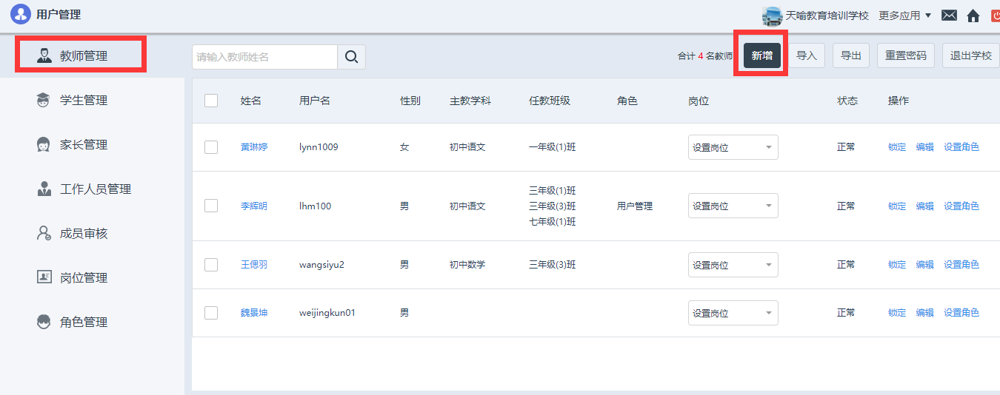 用户管理
天喻教育培训学校 更多应用
教师管理
学生管理
家长管理
工作人员管理
成员审核
岗位管理
角色管理
请输入教师姓名
合计 4 名教师 新增 导入 导出 重置密码 退出学校
姓名 用户名 性别 主教学科 任教班级 角色 岗位 状态 操作
黄琳婷 lynn1009 女 初中语文 一年级(1)班 设置岗位 正常 锁定 编辑 设置角色
三年级(1)班
李辉明 lhm100 男 初中语文 三年级(3)班 用户管理 设置岗位 正常 锁定 编辑 设置角色
七年级(1)班
王偲羽 wangsiyu2 男 初中数学 三年级(3)班 设置岗位 正常 锁定 编辑 设置角色
魏景坤 weijingkun01 男 设置岗位 正常 锁定 编辑 设置角色